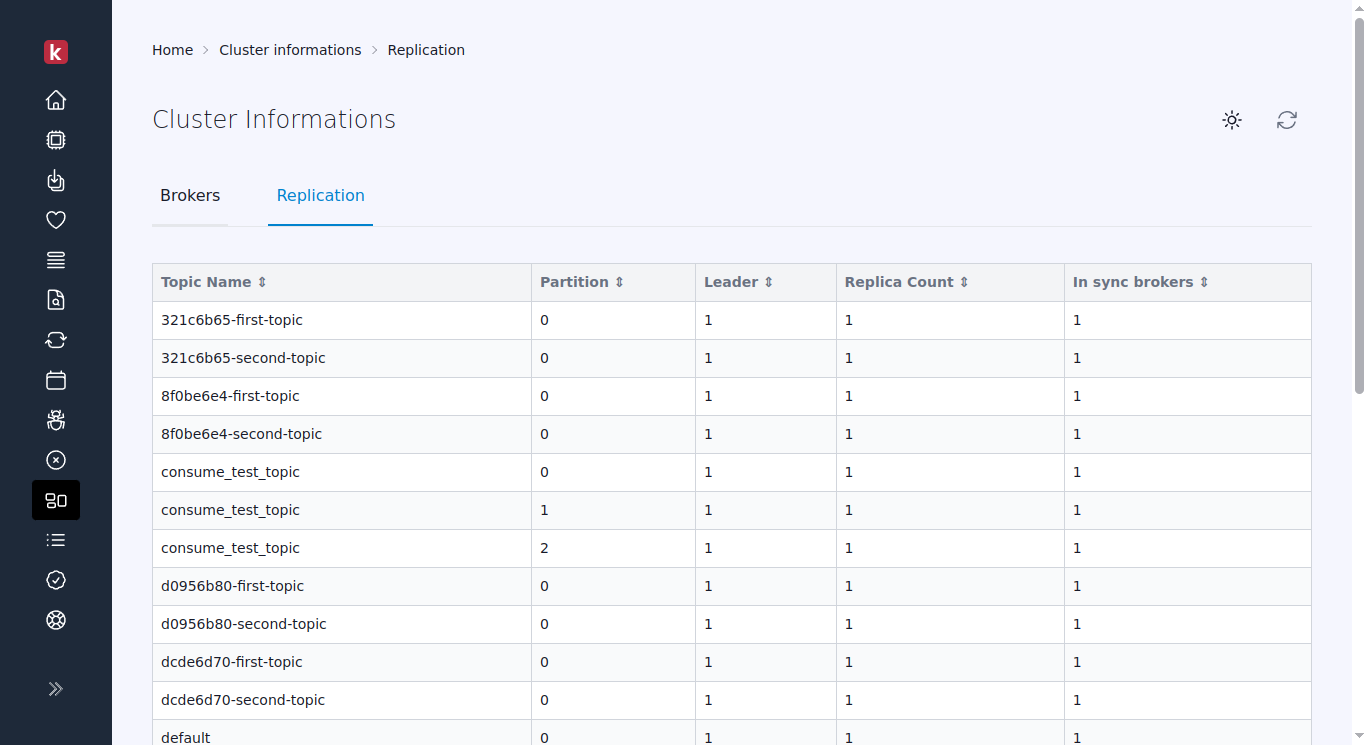 k
Home > Cluster informations > Replication
Cluster Informations
Brokers Replication
Topic Name ⇕ Partition ⇕ Leader ⇕ Replica Count ⇕ In sync brokers ⇕
321c6b65-first-topic 0 1 1 1
321c6b65-second-topic 0 1 1 1
8f0be6e4-first-topic 0 1 1 1
8f0be6e4-second-topic 0 1 1 1
consume_test_topic 0 1 1 1
consume_test_topic 1 1 1 1
consume_test_topic 2 1 1 1
d0956b80-first-topic 0 1 1 1
d0956b80-second-topic 0 1 1 1
dcde6d70-first-topic 0 1 1 1
dcde6d70-second-topic 0 1 1 1
default 0 1 1 1